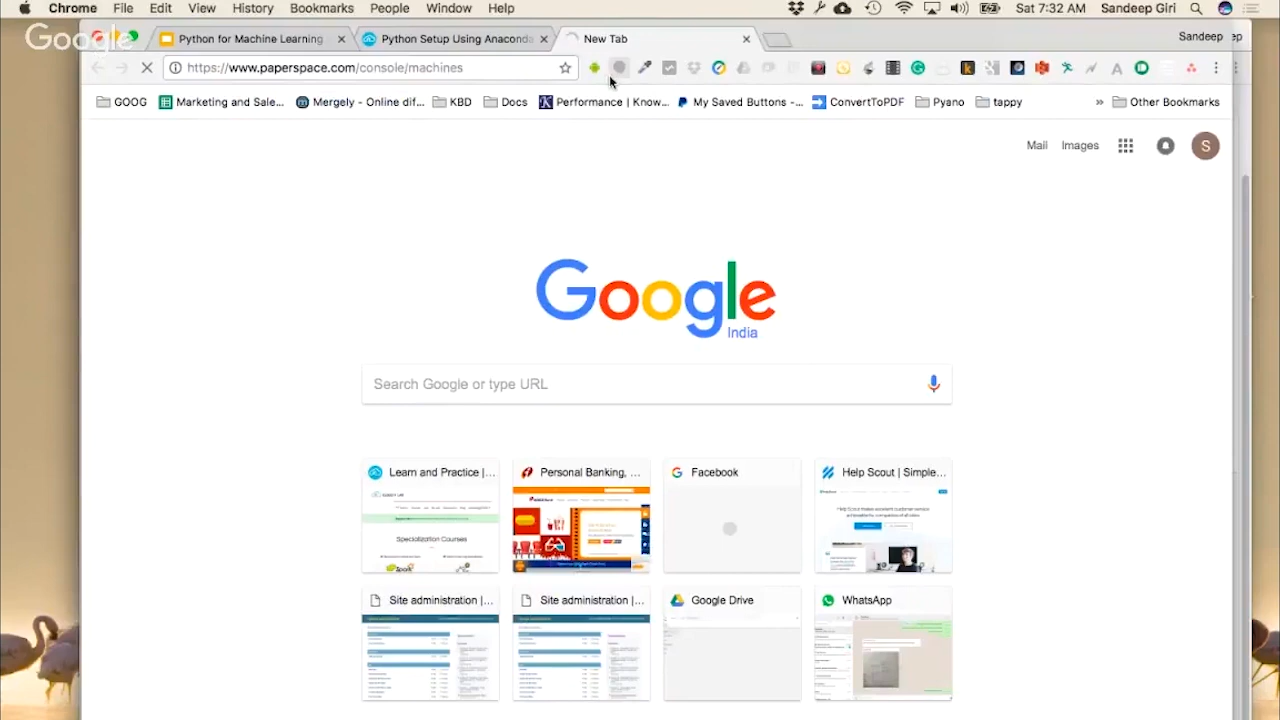 Chrome File Edit View History Bookmarks People Window Help Sat 7:32 AM Sandeep Giri
Google
Python for Machine Learning
Python Setup Using Anaconda
New Tab
Sandeep
https://www.paperspace.com/console/machines
GOOG Marketing and Sale... Mergely - Online dif... KBD Docs Performance | Know... My Saved Buttons -... ConvertToPDF Pyano tappy » Other Bookmarks
Mail Images S
Google
India
Search Google or type URL
Learn and Practice |... Personal Banking, ... Facebook Help Scout | Simple...
Specialization Courses
Site administration |... Site administration |... Google Drive WhatsApp